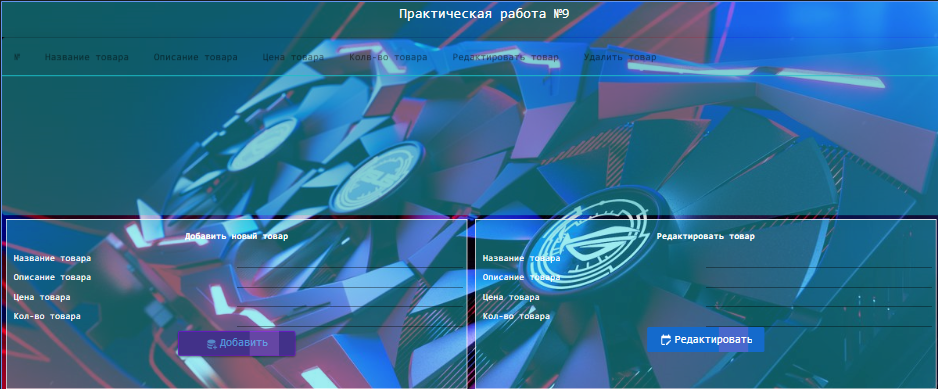 Практическая работа №9
№ Название товара Описание товара Цена товара Колв-во товара Редактировать товар Удалить товар
Добавить новый товар
Название товара
Описание товара
Цена товара
Кол-во товара
Добавить
Редактировать товар
Название товара
Описание товара
Цена товара
Кол-во товара
Редактировать